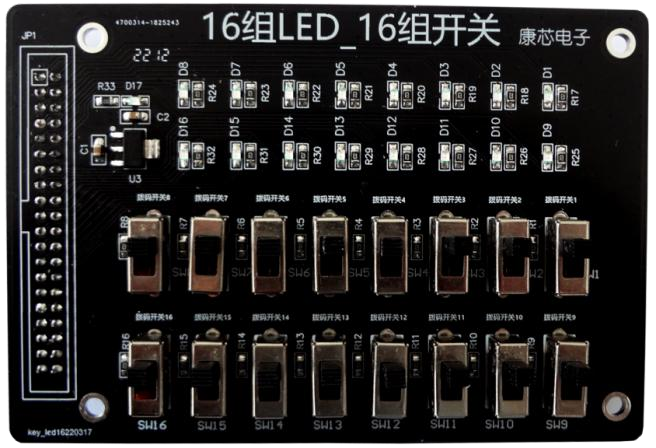 4700314-1825243
16组LED_16组开关
康芯电子
JP1
2212
D8 D7 D6 D5 D4 D3 D2 D1
R33 D17
R24 R23 R22 R21 R20 R19 R18 R17
C2
D16 D15 D14 D13 D12 D11 D10 D9
C1
R32 R31 R30 R29 R28 R27 R26 R25
U3
拨码开关8 拨码开关7 拨码开关6 拨码开关5 拨码开关4 拨码开关3 拨码开关2 拨码开关1
R8 R7 R6 R5 R4 R3 R2 R1
SW7 SW6 SW5 SW4 SW3 SW2 W1
拨码开关16 拨码开关15 拨码开关14 拨码开关13 拨码开关12 拨码开关11 拨码开关10 拨码开关9
R16 R15 R14 R13 R12 R11 R10 R9
SW16 SW15 SW14 SW13 SW12 SW11 SW10 SW9
key_led16220317